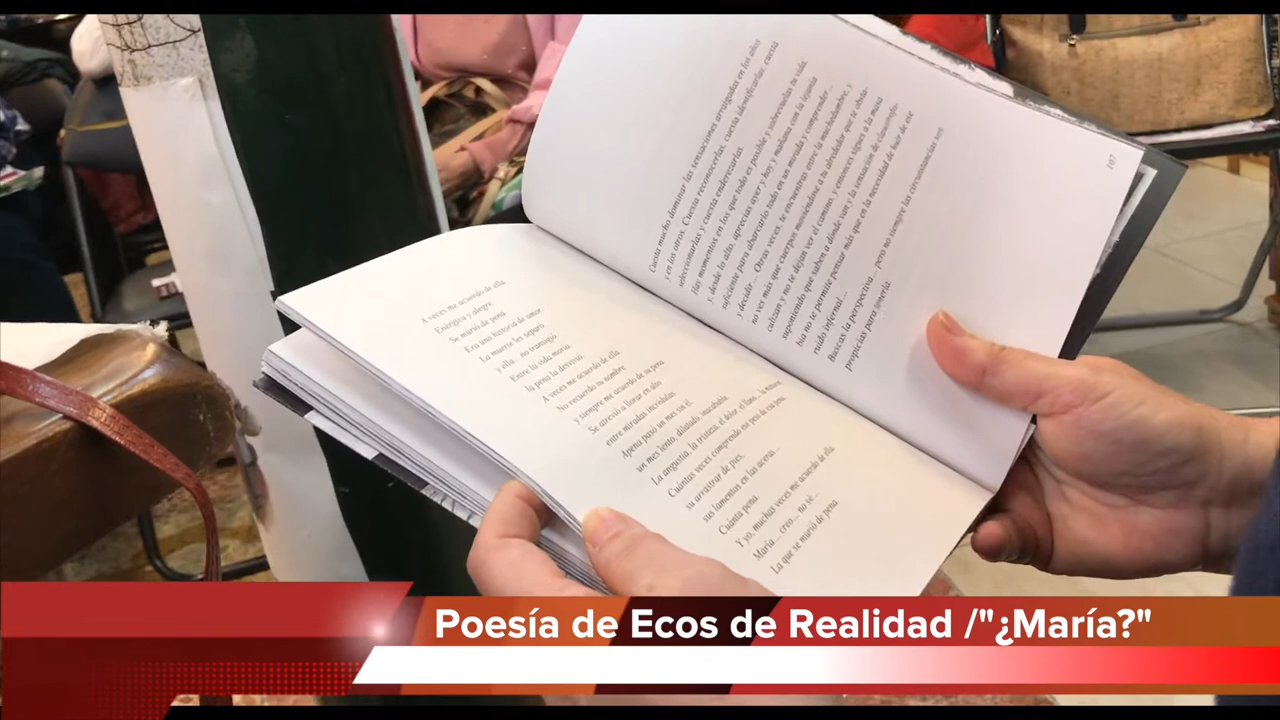 A veces me acuerdo de ella.
Enérgica y alegre.
Se murió de pena.
Era una historia de amor
La muerte les separó
y ella... no transigió
Entre la vida moría.
la pena la devoró
A veces me acuerdo de ella.
No recuerdo su nombre
y siempre me acuerdo de su pena.
Se atrevió a llorar en alto
entre miradas incrédulas.
Apena pasó un mes sin él.
un mes lento, dilatado, inacabable.
La angustia, la tristeza, el dolor, el llano... la mataron
Cuántas veces comprendo ese peso de esa pena,
su arrastrar de pies,
sus lamentos en las acera...
Cuánta pena.
Y yo, muchas veces me acuerdo de ella.
María... creo... no sé...
La que se murió de pena.
Cuesta mucho dominar las sensaciones arraigadas en los años
y en los otros. Cuesta reconocerlas, cuesta identificarlas, cuesta
seleccionarlas y cuesta enderezarlas.
Hay momentos en los que todo es posible y sobrevuelas tu vida,
y, desde lo alto, aprecias ayer y hoy y mañana con la lejanía
suficiente para abarcarlo todo en un mirada y comprender...
y decidir... Otras veces, te encuentras entre la muchedumbre, y
no ves más que cuerpos moviéndose a tu alrededor que te obsta-
culizan y no te dejan ver el camino, y entonces sigues a la masa
suponiendo que saben a dónde van y la sensación de claustrofo-
bia no te permite pensar más que en la necesidad de huir de ese
ruido infernal...
Buscas la perspectiva... pero no siempre las circunstancias son
propicias para tenerla.
107
Poesía de Ecos de Realidad /"¿María?"